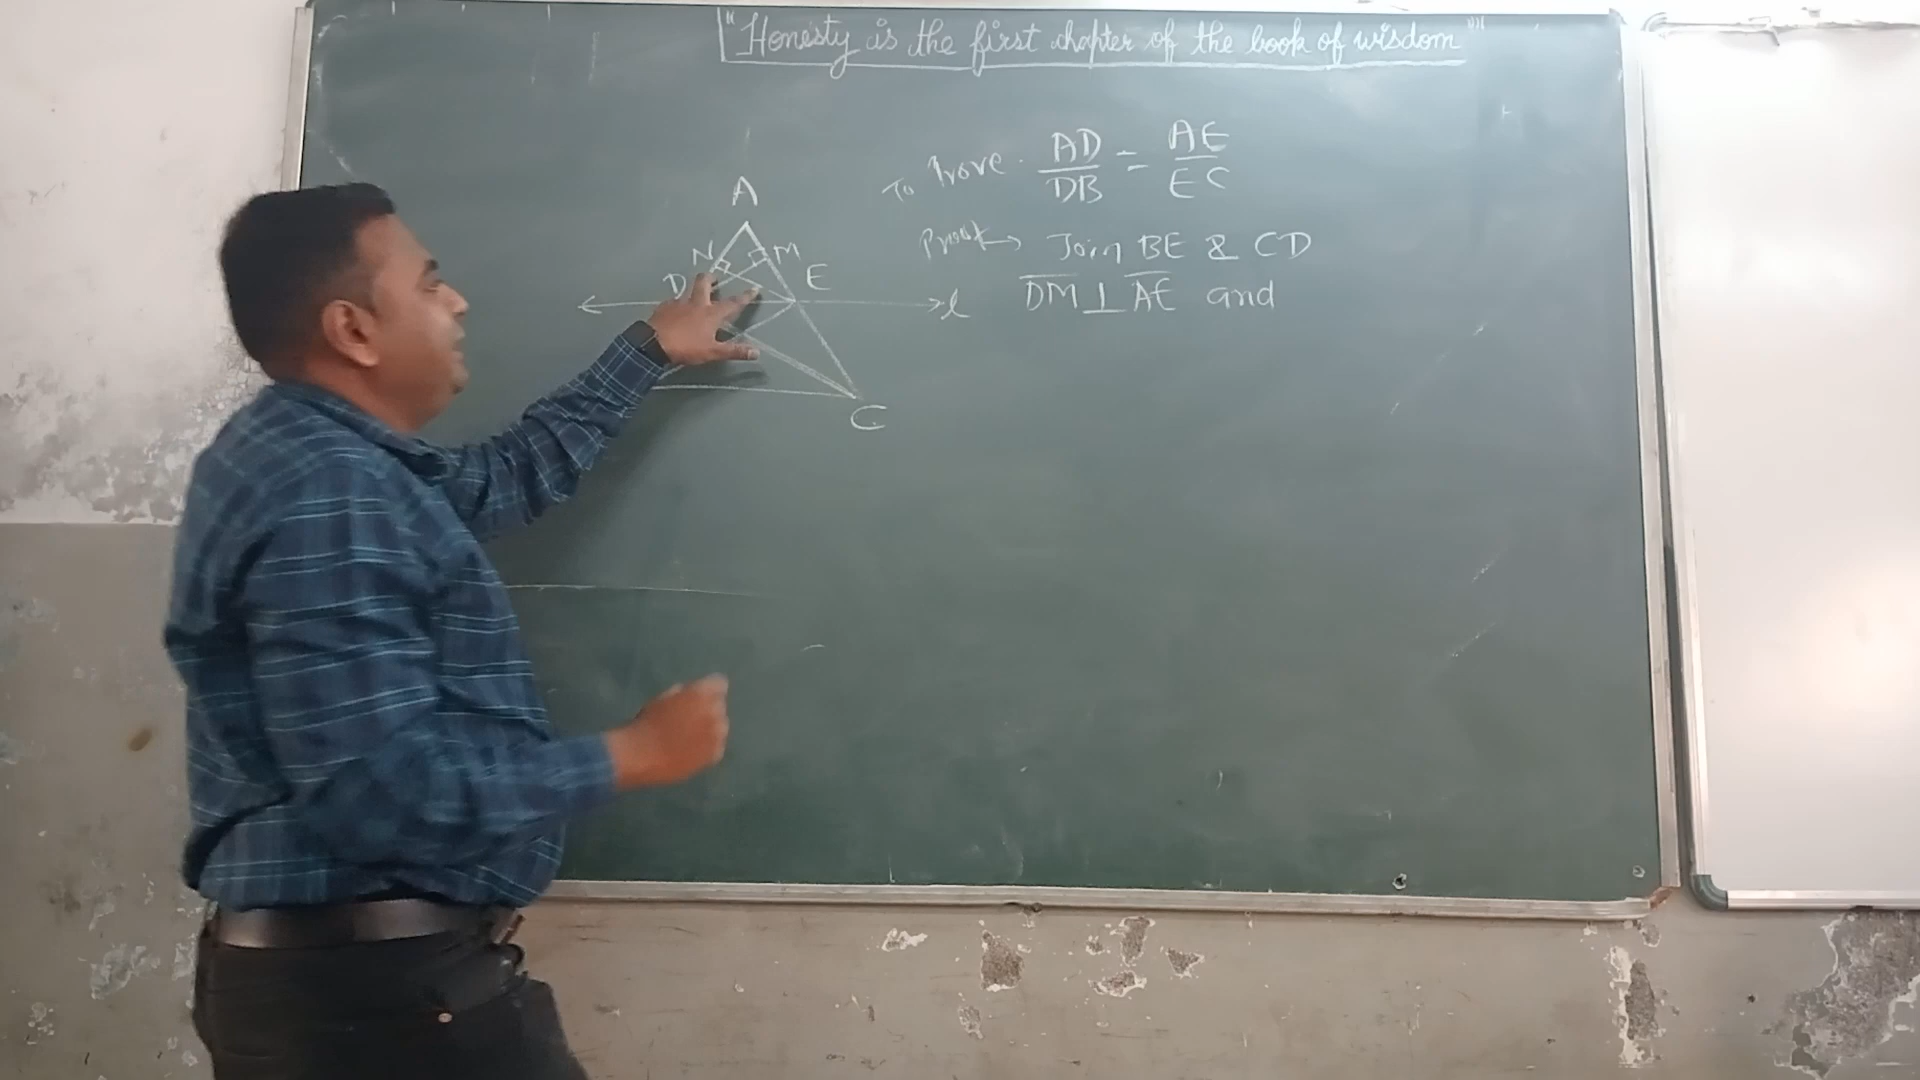 "Honesty is the first chapter of the book of wisdom"
To Prove. AD/DB = AE/EC
Proof → Join BE & CD
DM ⊥ AE and
A
N M
D E
l
C